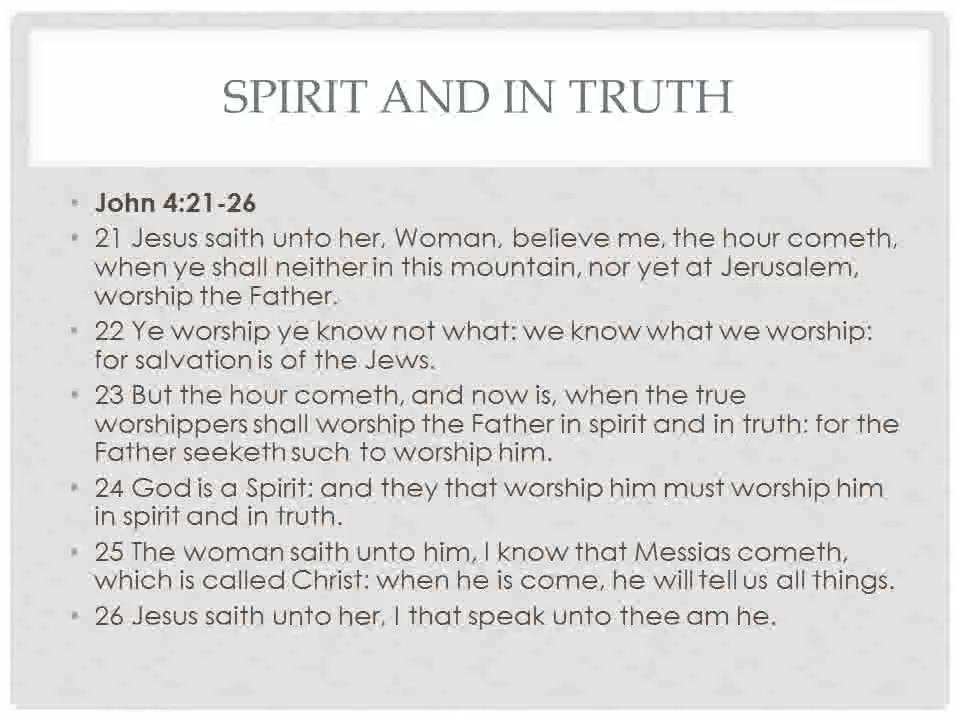 SPIRIT AND IN TRUTH
• John 4:21-26
• 21 Jesus saith unto her, Woman, believe me, the hour cometh,
when ye shall neither in this mountain, nor yet at Jerusalem,
worship the Father.
• 22 Ye worship ye know not what: we know what we worship:
for salvation is of the Jews.
• 23 But the hour cometh, and now is, when the true
worshippers shall worship the Father in spirit and in truth: for the
Father seeketh such to worship him.
• 24 God is a Spirit: and they that worship him must worship him
in spirit and in truth.
• 25 The woman saith unto him, I know that Messias cometh,
which is called Christ: when he is come, he will tell us all things.
• 26 Jesus saith unto her, I that speak unto thee am he.